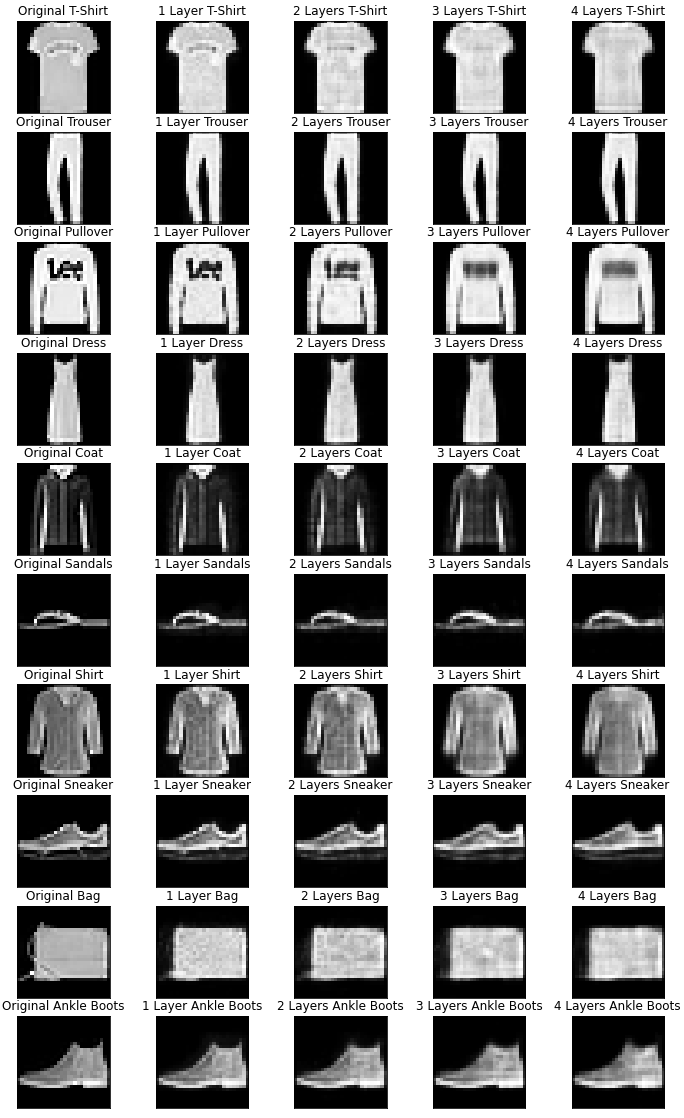 Original T-Shirt 1 Layer T-Shirt 2 Layers T-Shirt 3 Layers T-Shirt 4 Layers T-Shirt
Original Trouser 1 Layer Trouser 2 Layers Trouser 3 Layers Trouser 4 Layers Trouser
Original Pullover 1 Layer Pullover 2 Layers Pullover 3 Layers Pullover 4 Layers Pullover
Lee Lee Lee
Original Dress 1 Layer Dress 2 Layers Dress 3 Layers Dress 4 Layers Dress
Original Coat 1 Layer Coat 2 Layers Coat 3 Layers Coat 4 Layers Coat
Original Sandals 1 Layer Sandals 2 Layers Sandals 3 Layers Sandals 4 Layers Sandals
Original Shirt 1 Layer Shirt 2 Layers Shirt 3 Layers Shirt 4 Layers Shirt
Original Sneaker 1 Layer Sneaker 2 Layers Sneaker 3 Layers Sneaker 4 Layers Sneaker
Original Bag 1 Layer Bag 2 Layers Bag 3 Layers Bag 4 Layers Bag
Original Ankle Boots 1 Layer Ankle Boots 2 Layers Ankle Boots 3 Layers Ankle Boots 4 Layers Ankle Boots